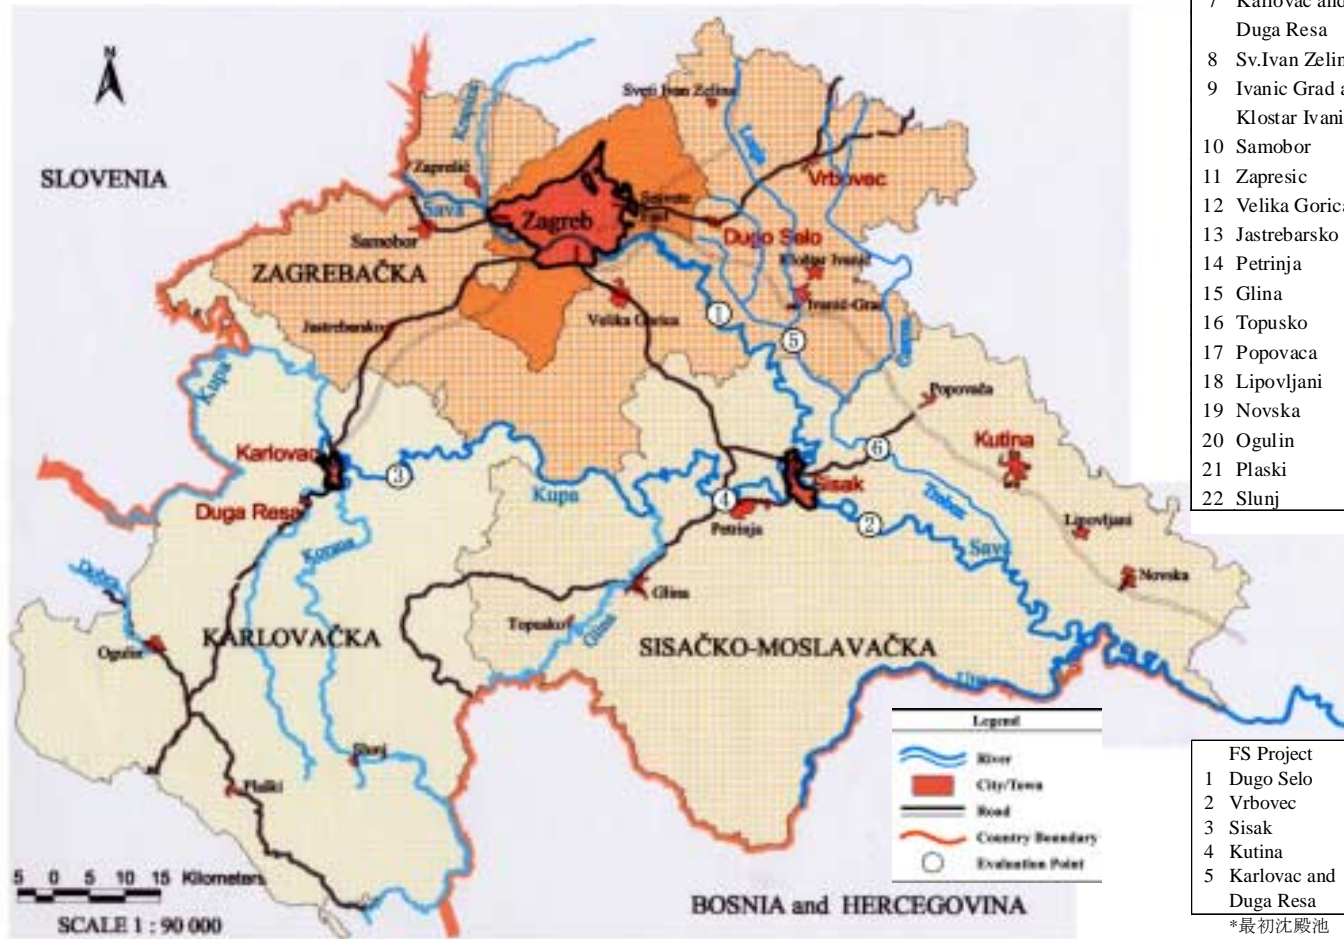 N
SLOVENIA
Krapina
Zaprešić
Sava
Samobor
ZAGREBAČKA
Jastrebarsko
Zagreb
Sveti Ivan Zelina
Lonja
Vrbovec
Dugo Selo
Kloštar Ivanić
Ivanić-Grad
Velika Gorica
1
5
Popovača
6
Kutina
Kupa
Karlovac
3
Duga Resa
Korana
Kupa
4
Petrinja
Sisak
2
Trebez
Sava
Lipovljani
Novska
Dobra
Ogulin
KARLOVAČKA
Topusko
Glina
Glina
SISAČKO-MOSLAVAČKA
Slunj
Plaški
5 0 5 10 15 Kilometers
SCALE 1 : 90 000
BOSNIA and HERCEGOVINA
Legend
River
City/Town
Road
Country Boundary
Evaluation Point
7 Karlovac and
Duga Resa
8 Sv.Ivan Zelin
9 Ivanic Grad a
Klostar Ivani
10 Samobor
11 Zapresic
12 Velika Gorica
13 Jastrebarsko
14 Petrinja
15 Glina
16 Topusko
17 Popovaca
18 Lipovljani
19 Novska
20 Ogulin
21 Plaski
22 Slunj
FS Project
1 Dugo Selo
2 Vrbovec
3 Sisak
4 Kutina
5 Karlovac and
Duga Resa
*最初沈殿池